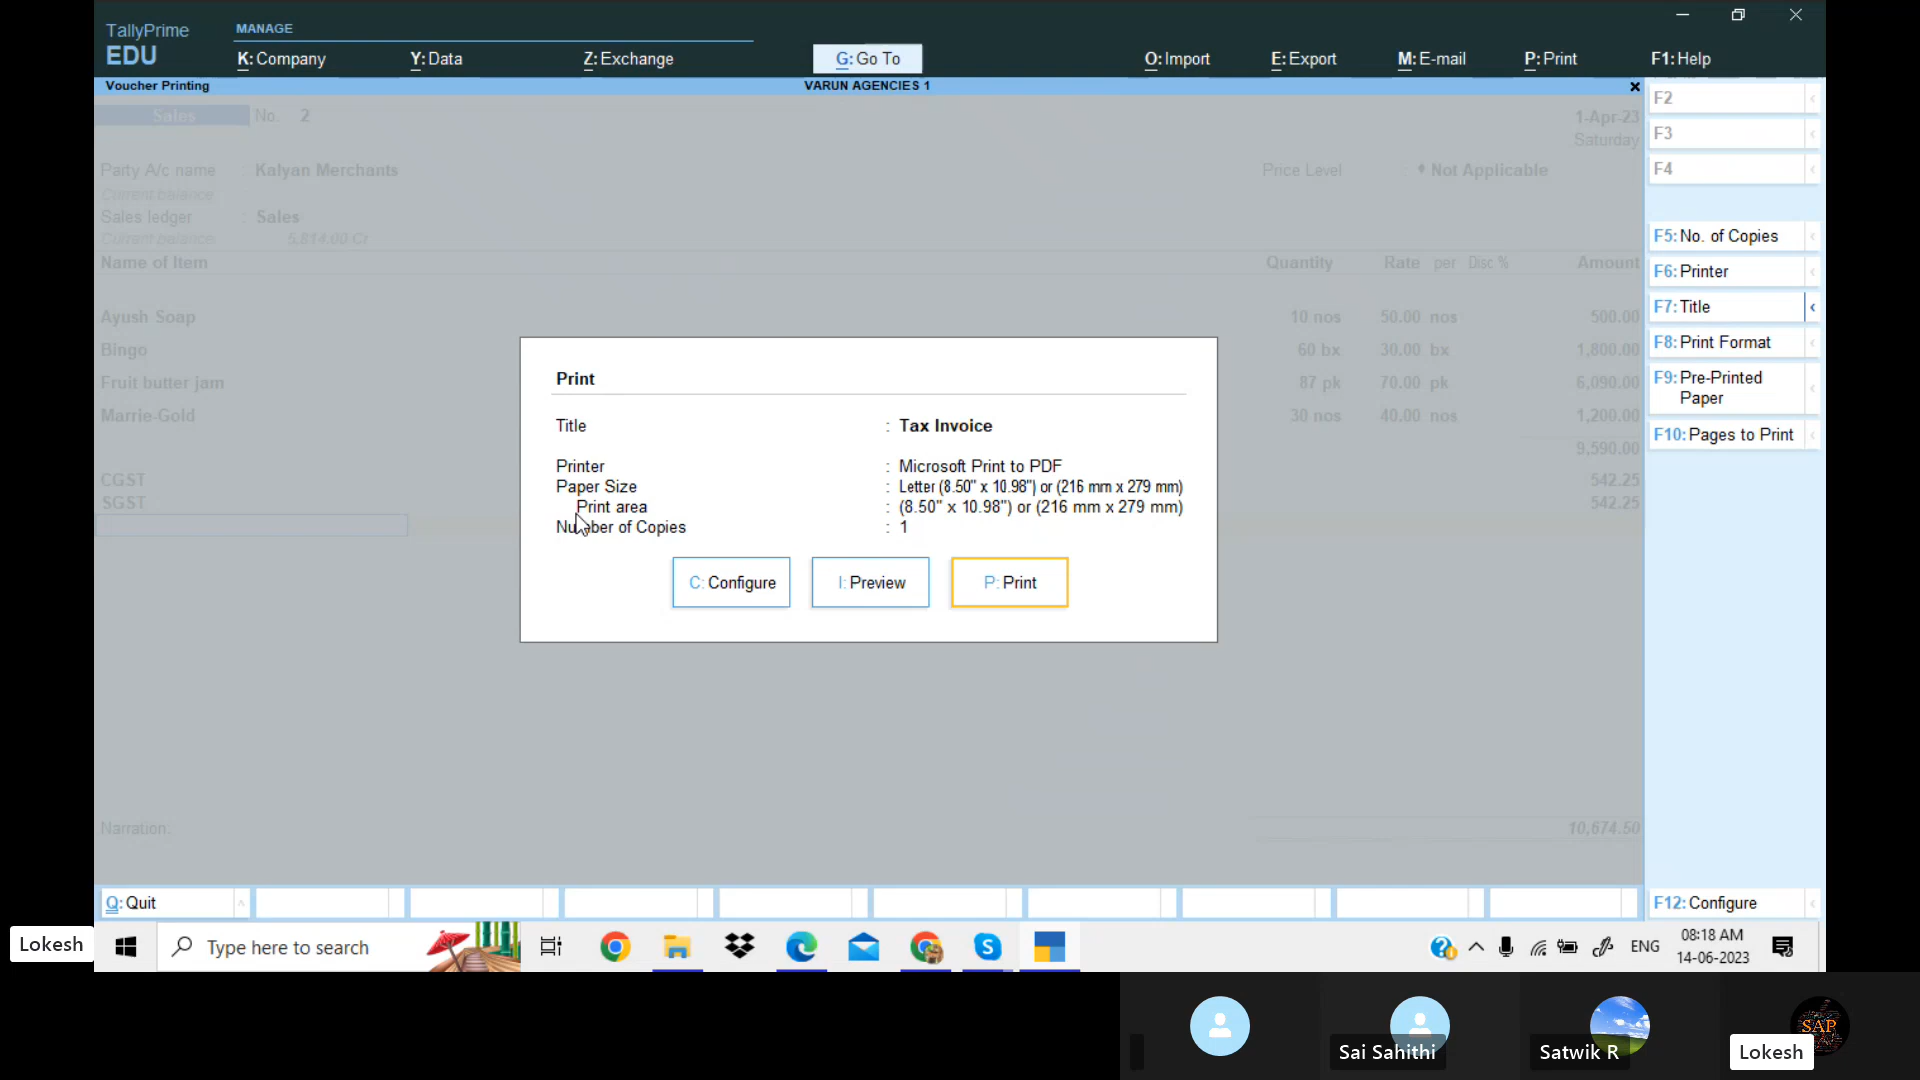 TallyPrime
EDU
MANAGE
K: Company
Y: Data
Z: Exchange
G: Go To
O: Import
E: Export
M: E-mail
P: Print
F1: Help
Voucher Printing
VARUN AGENCIES 1
Sales No. 2
1-Apr-23
Saturday
Party A/c name : Kalyan Merchants
Price Level : ♦ Not Applicable
Current balance :
Sales ledger : Sales
Current balance : 5,814.00 Cr
Name of Item Quantity Rate per Disc % Amount
Ayush Soap 10 nos 50.00 nos 500.00
Bingo 60 bx 30.00 bx 1,800.00
Fruit butter jam 87 pk 70.00 pk 6,090.00
Marrie-Gold 30 nos 40.00 nos 1,200.00
9,590.00
CGST 542.25
SGST 542.25
Print
Title : Tax Invoice
Printer : Microsoft Print to PDF
Paper Size : Letter (8.50" x 10.98") or (216 mm x 279 mm)
Print area : (8.50" x 10.98") or (216 mm x 279 mm)
Number of Copies : 1
C: Configure
I: Preview
P: Print
Narration:
10,674.50
F2
F3
F4
F5: No. of Copies
F6: Printer
F7: Title
F8: Print Format
F9: Pre-Printed
Paper
F10: Pages to Print
F12: Configure
Q: Quit
Lokesh
Type here to search
ENG
08:18 AM
14-06-2023
Sai Sahithi
Satwik R
SAP
Lokesh